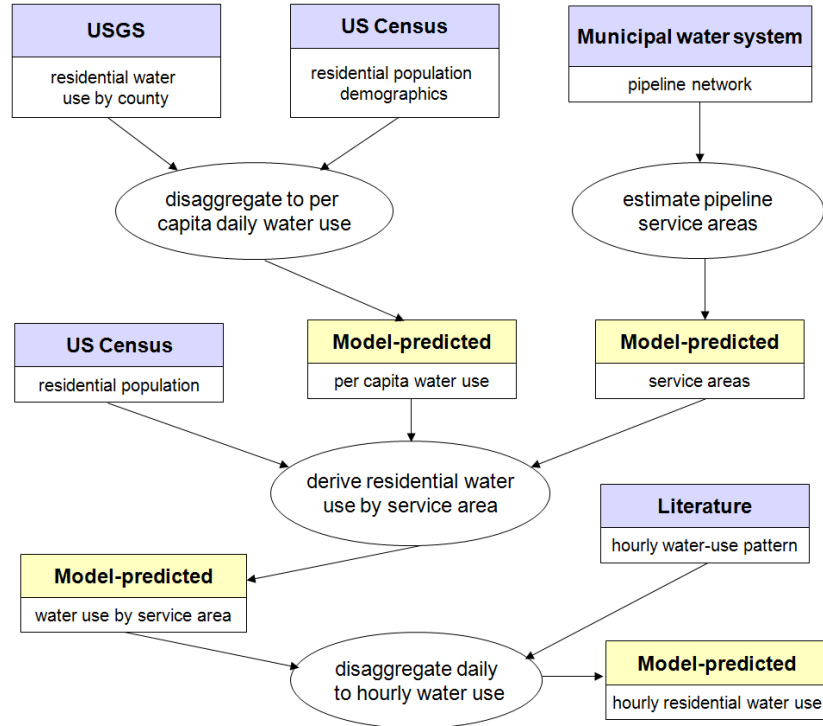 USGS
residential water
use by county
US Census
residential population
demographics
Municipal water system
pipeline network
disaggregate to per
capita daily water use
estimate pipeline
service areas
US Census
residential population
Model-predicted
per capita water use
Model-predicted
service areas
derive residential water
use by service area
Literature
hourly water-use pattern
Model-predicted
water use by service area
disaggregate daily
to hourly water use
Model-predicted
hourly residential water use